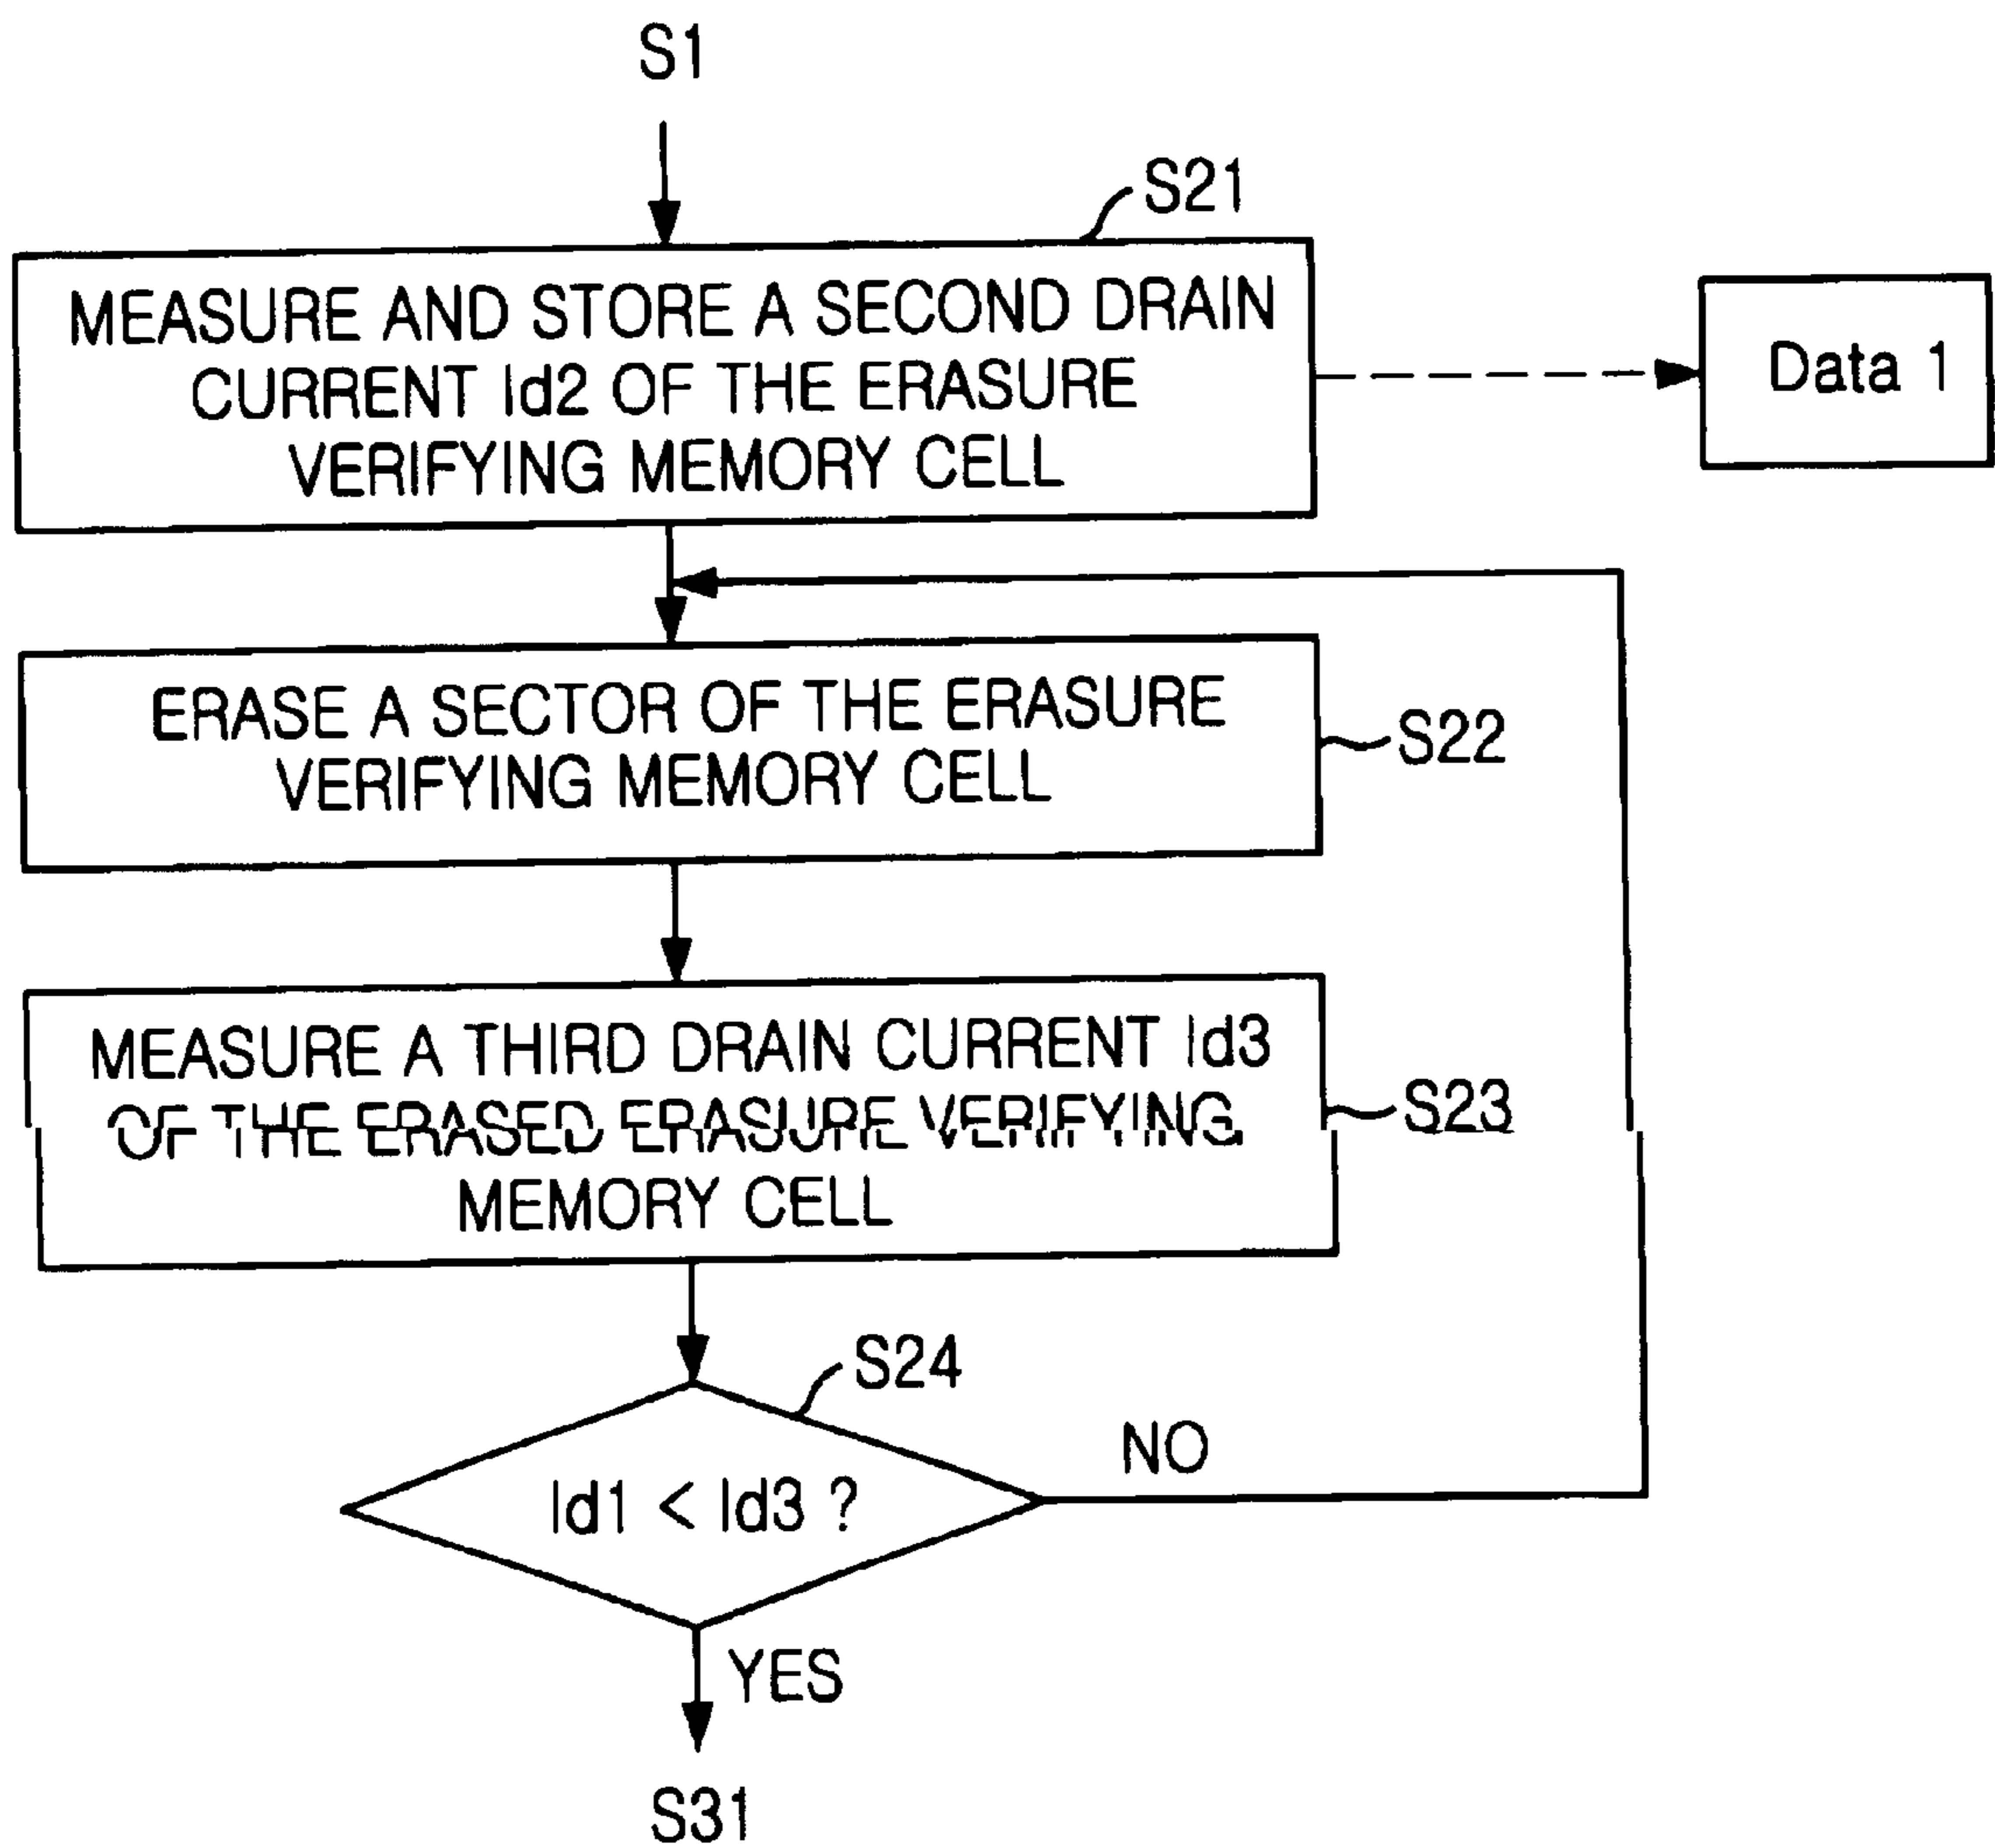 S1
S21
MEASURE AND STORE A SECOND DRAIN
CURRENT Id2 OF THE ERASURE
VERIFYING MEMORY CELL
Data 1
ERASE A SECTOR OF THE ERASURE
VERIFYING MEMORY CELL
S22
MEASURE A THIRD DRAIN CURRENT Id3
OF THE ERASED ERASURE VERIFYING
MEMORY CELL
S23
S24
Id1 < Id3 ?
NO
YES
S31